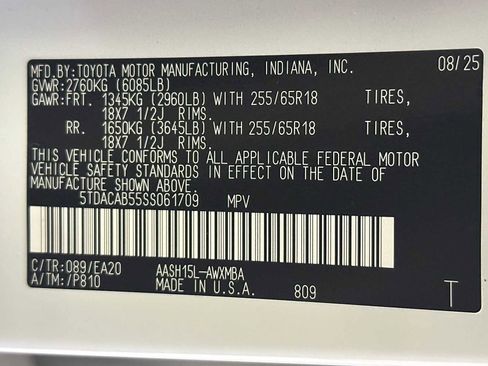 MFD.BY:TOYOTA MOTOR MANUFACTURING, INDIANA, INC. 08/25
GVWR:2760KG (6085LB)
GAWR:FRT. 1345KG (2960LB) WITH 255/65R18 TIRES,
18X7 1/2J RIMS.
RR. 1650KG (3645LB) WITH 255/65R18 TIRES,
18X7 1/2J RIMS.
THIS VEHICLE CONFORMS TO ALL APPLICABLE FEDERAL MOTOR
VEHICLE SAFETY STANDARDS IN EFFECT ON THE DATE OF
MANUFACTURE SHOWN ABOVE.
5TDACAB55SS061709 MPV
C/TR:089/EA20 AASH15L-AWXMBA
A/TM:/P810 MADE IN U.S.A. 809 T